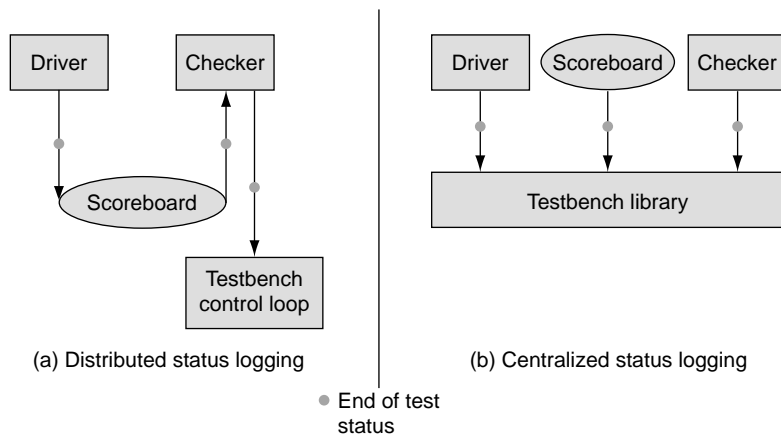 Driver
Checker
Scoreboard
Testbench
control loop
(a) Distributed status logging
Driver
Scoreboard
Checker
Testbench library
(b) Centralized status logging
End of test
status